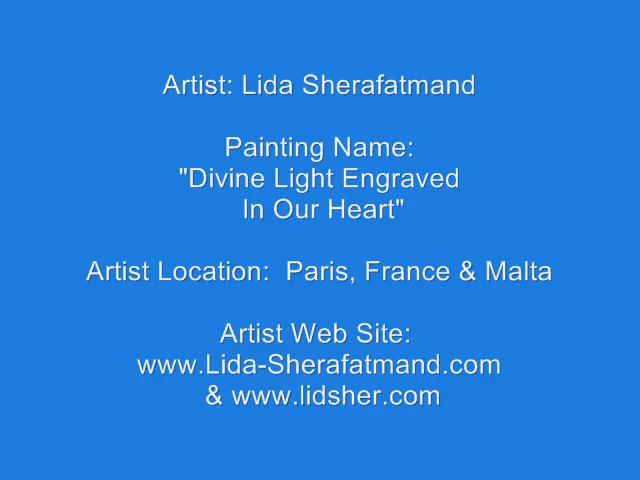 Artist: Lida Sherafatmand
Painting Name:
"Divine Light Engraved
In Our Heart"
Artist Location:  Paris, France & Malta
Artist Web Site:
www.Lida-Sherafatmand.com
& www.lidsher.com